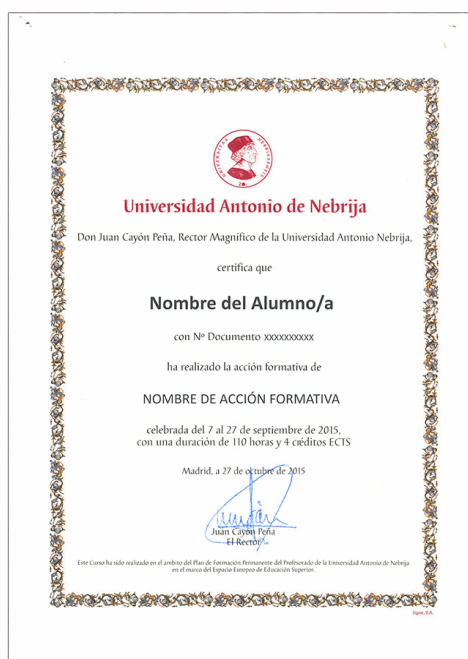 UNIVERSITAS NEBRISSENSIS
Universidad Antonio de Nebrija
Don Juan Cayón Peña, Rector Magnífico de la Universidad Antonio Nebrija,
certifica que
Nombre del Alumno/a
con Nº Documento xxxxxxxxxx
ha realizado la acción formativa de
NOMBRE DE ACCIÓN FORMATIVA
celebrada del 7 al 27 de septiembre de 2015,
con una duración de 110 horas y 4 créditos ECTS
Madrid, a 27 de octubre de 2015
Juan Cayón Peña
El Rector
Este Curso ha sido realizado en el ámbito del Plan de Formación Permanente del Profesorado de la Universidad Antonio de Nebrija
en el marco del Espacio Europeo de Educación Superior.
Signe, S.A.